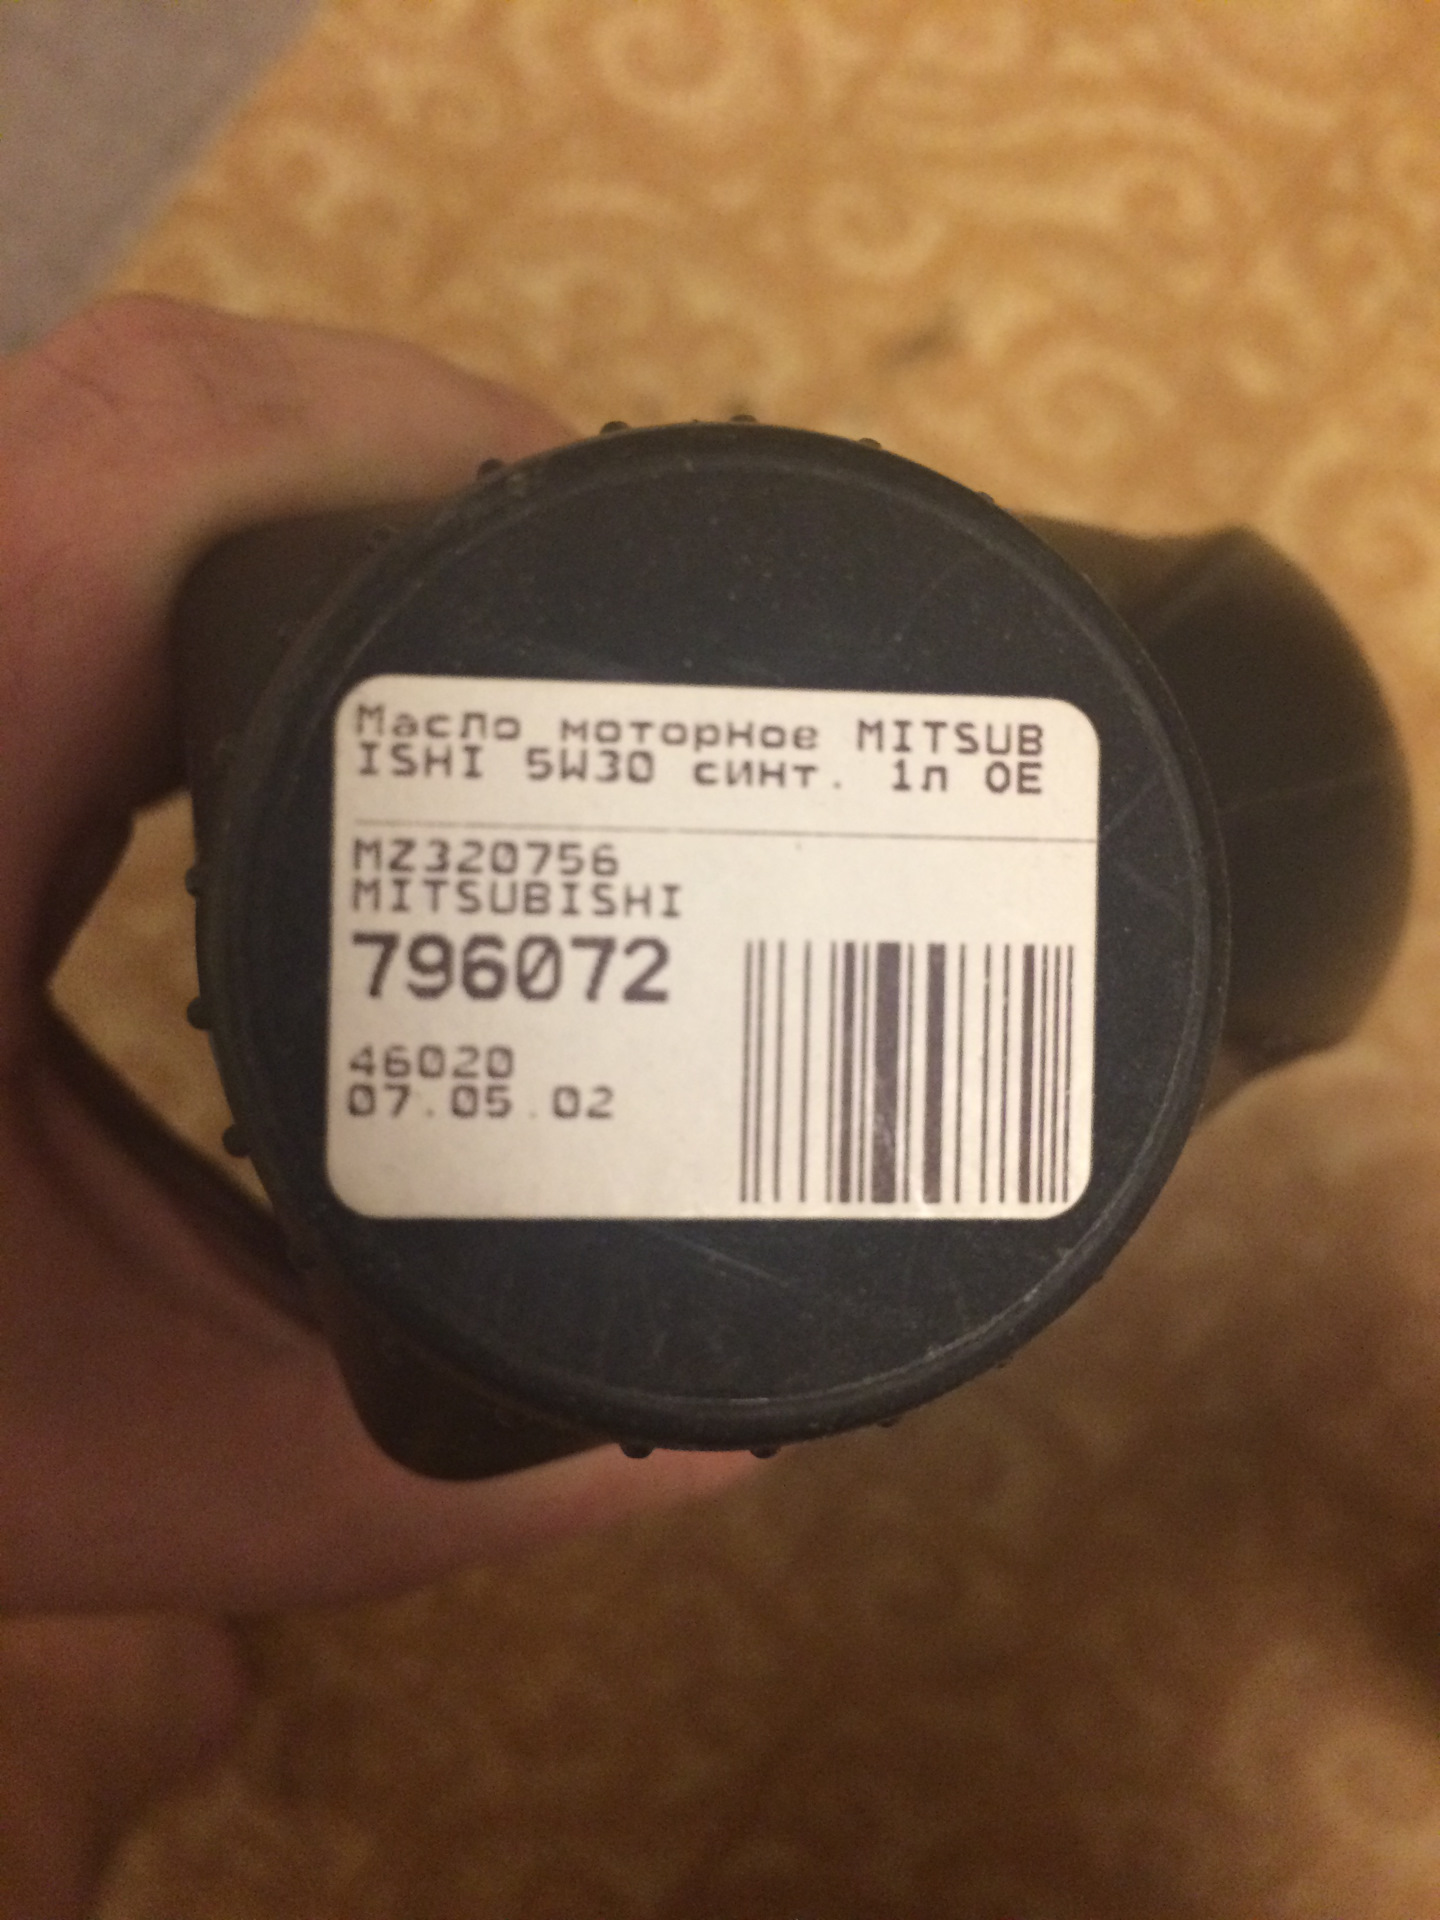 Масло моторное MITSUB
ISHI 5W30 синт. 1л OE
MZ320756
MITSUBISHI
796072
46020
07.05.02